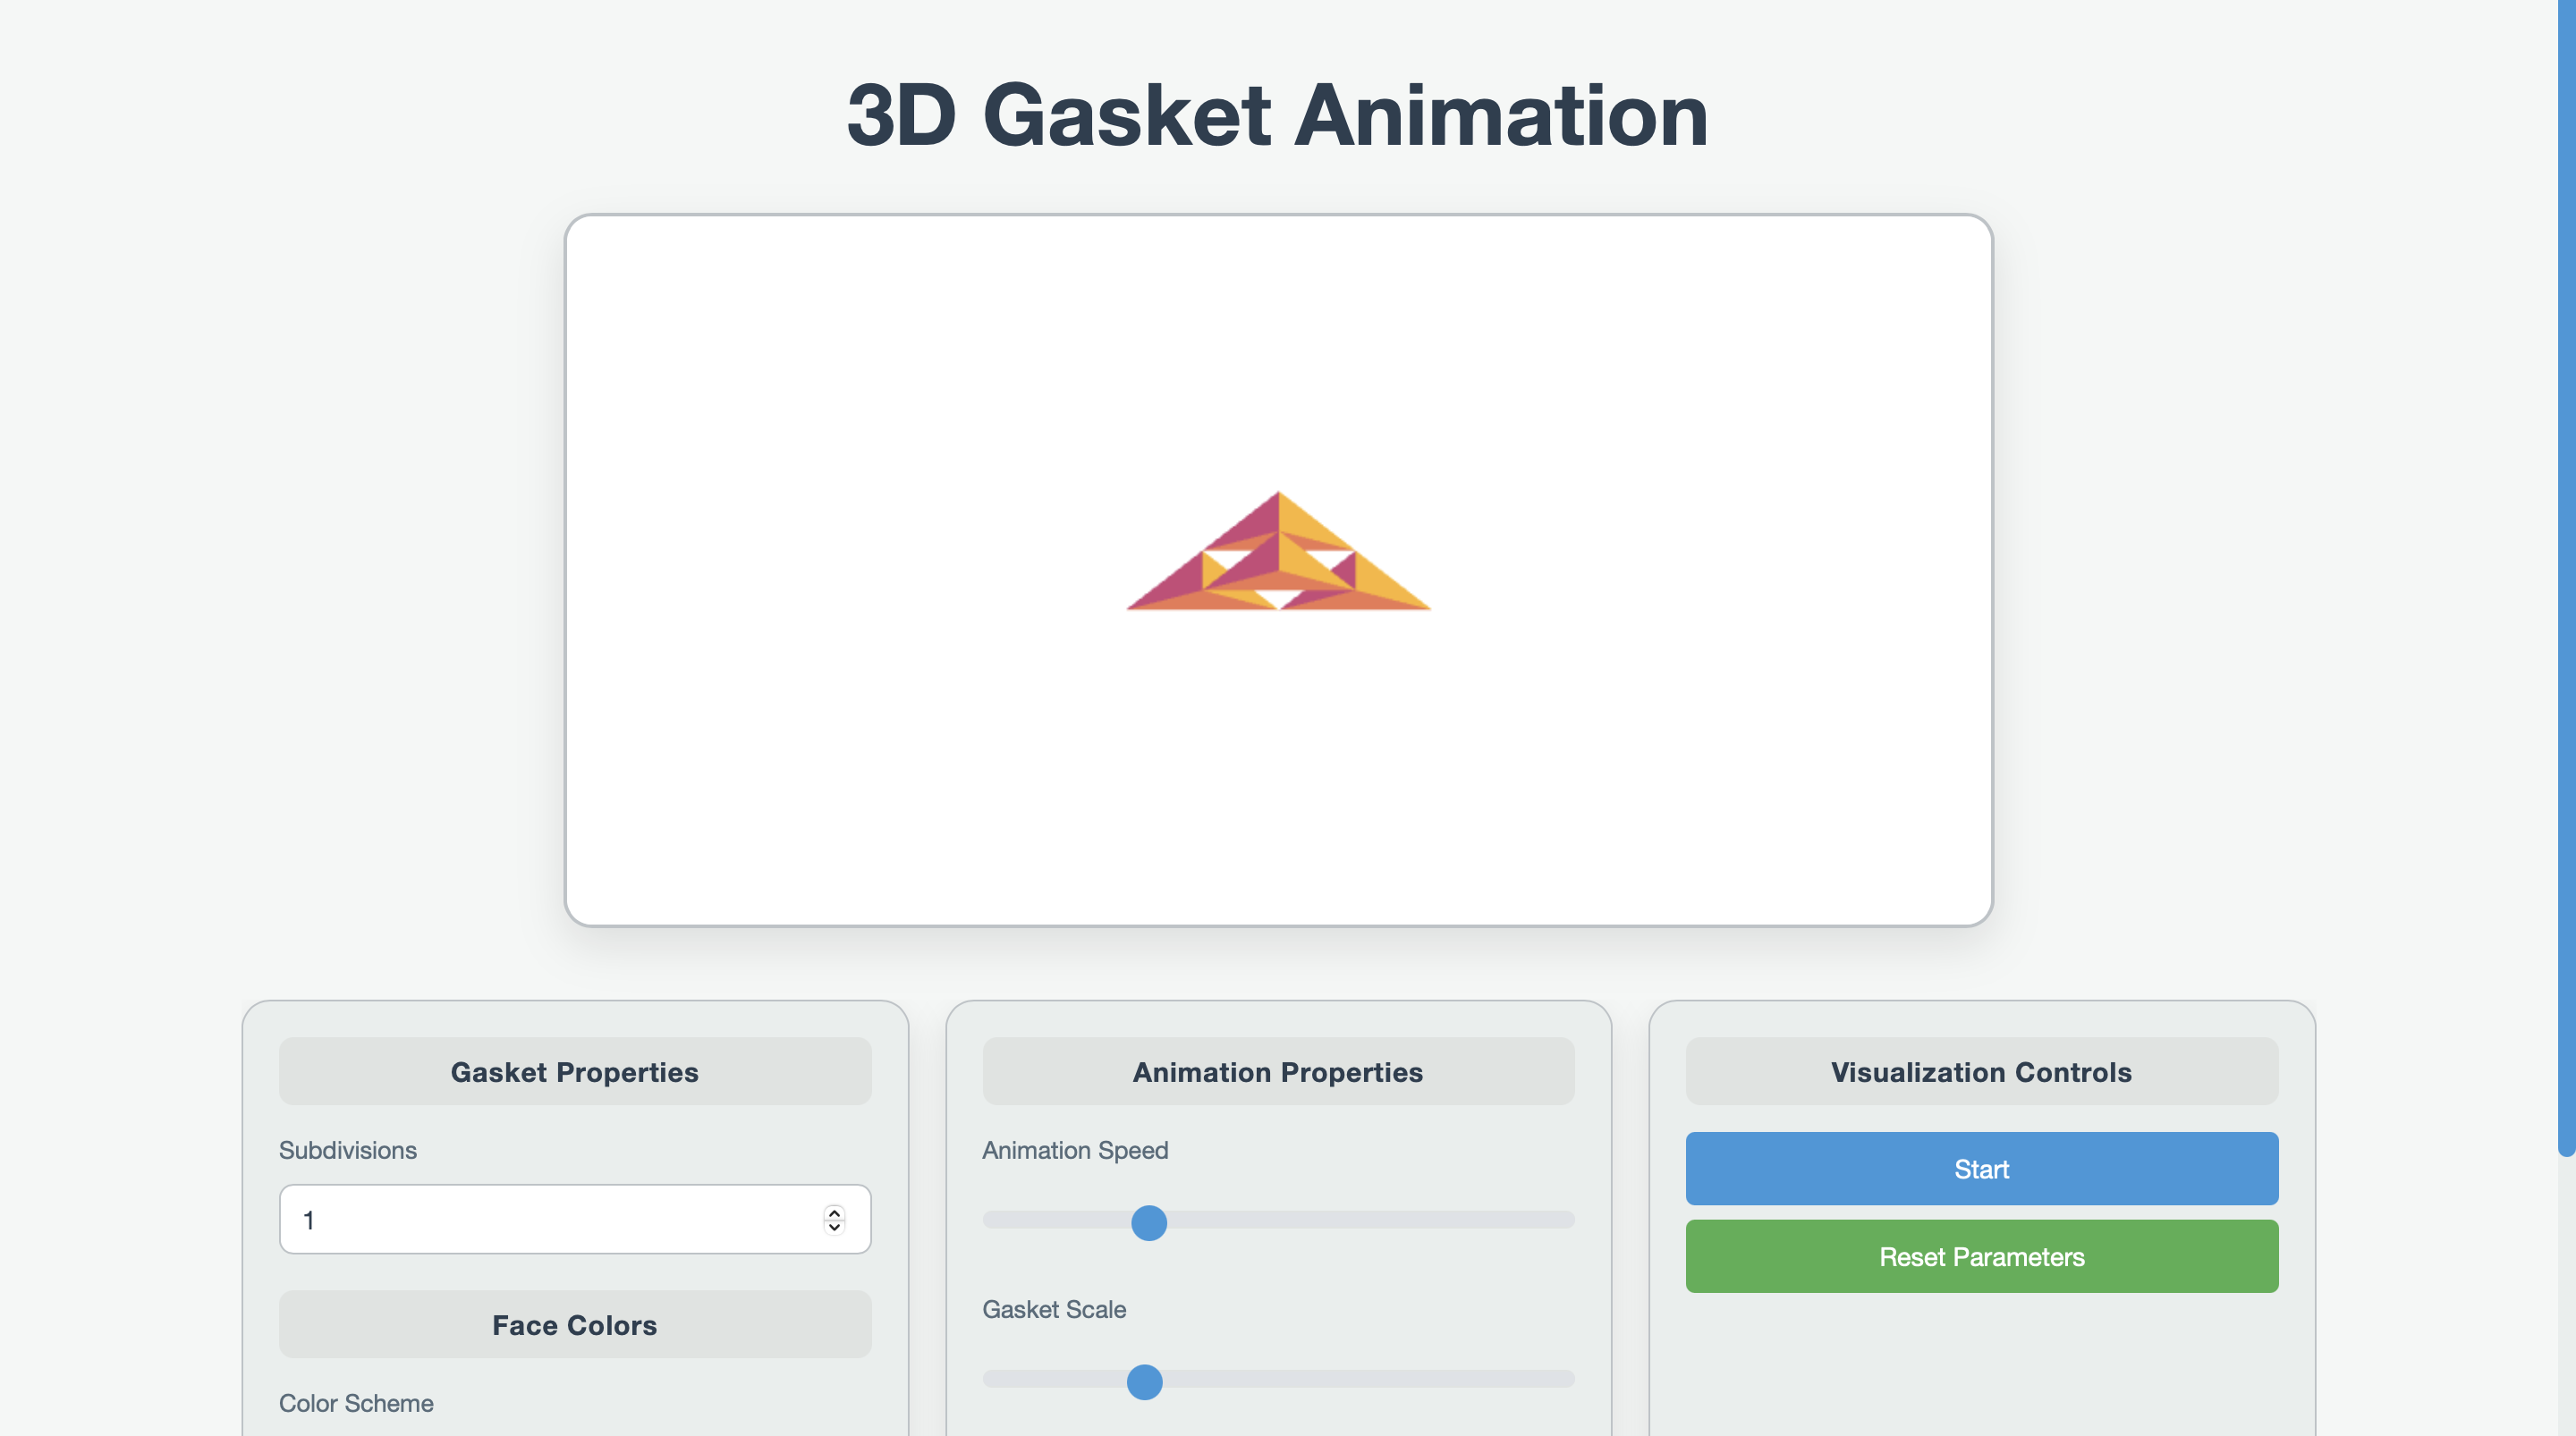 3D Gasket Animation
Gasket Properties
Subdivisions
1
Face Colors
Color Scheme
Animation Properties
Animation Speed
Gasket Scale
Visualization Controls
Start
Reset Parameters